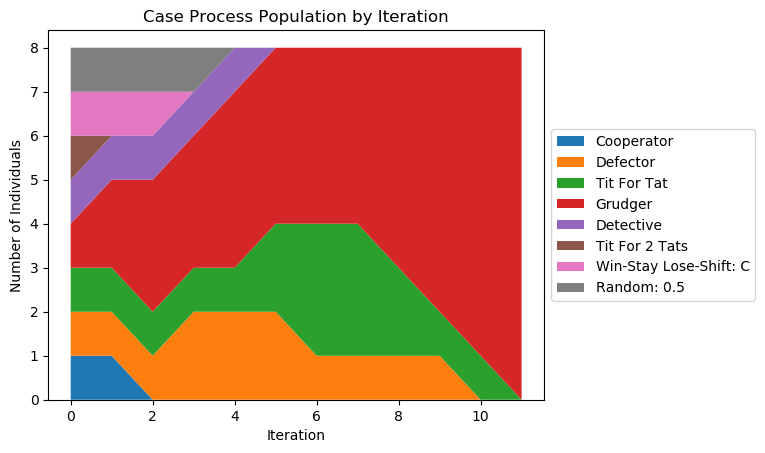 Case Process Population by Iteration
Number of Individuals
8
7
6
5
4
3
2
1
0
0 2 4 6 8 10
Iteration
Cooperator
Defector
Tit For Tat
Grudger
Detective
Tit For 2 Tats
Win-Stay Lose-Shift: C
Random: 0.5